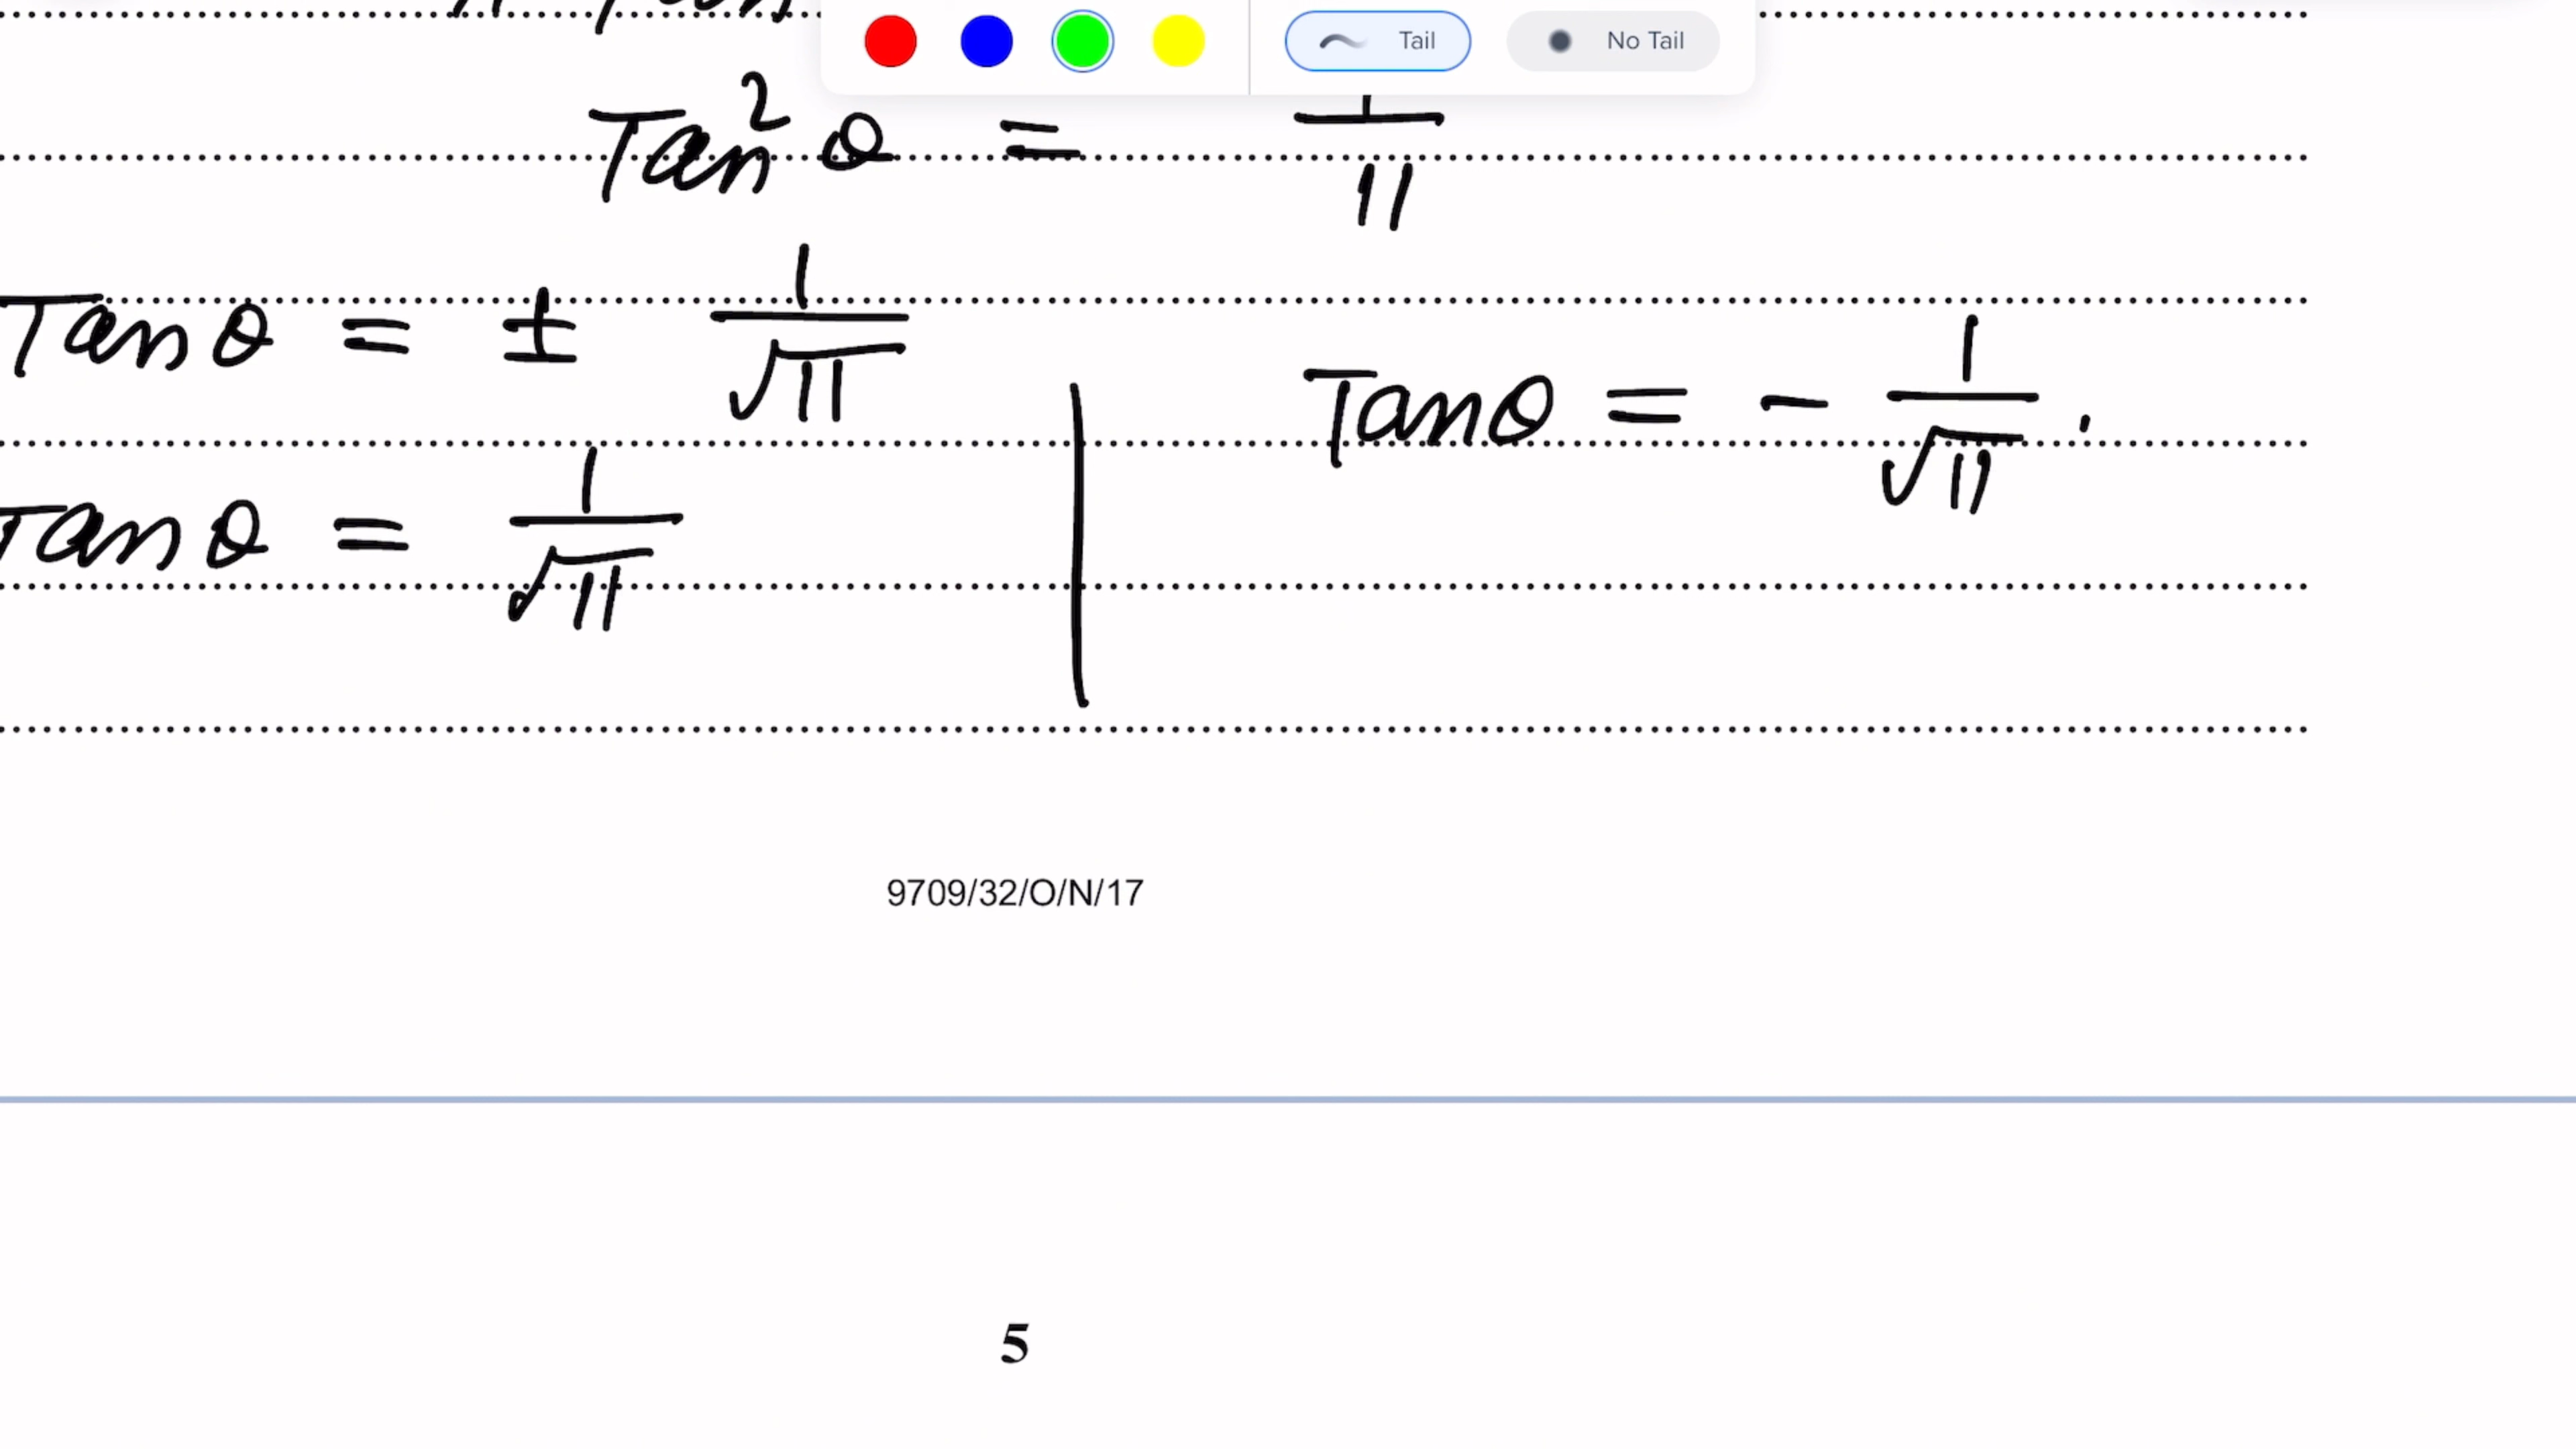 Tail No Tail
Tan²θ = 1/11
Tanθ = ± 1/√11
Tanθ = - 1/√11 .
Tanθ = 1/√11
9709/32/O/N/17
5